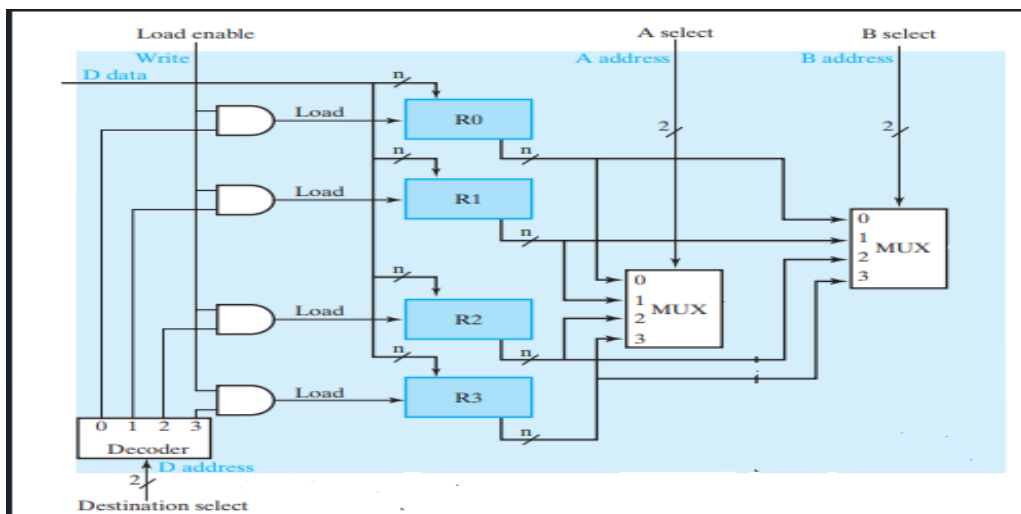 Load enable
A select
B select
Write
A address
B address
D data
n
Load
R0
2
2
n
n
Load
R1
n
0
1
2
3
MUX
n
0
1
2
3
MUX
Load
R2
n
n
Load
R3
n
0 1 2 3
Decoder
D address
2
Destination select